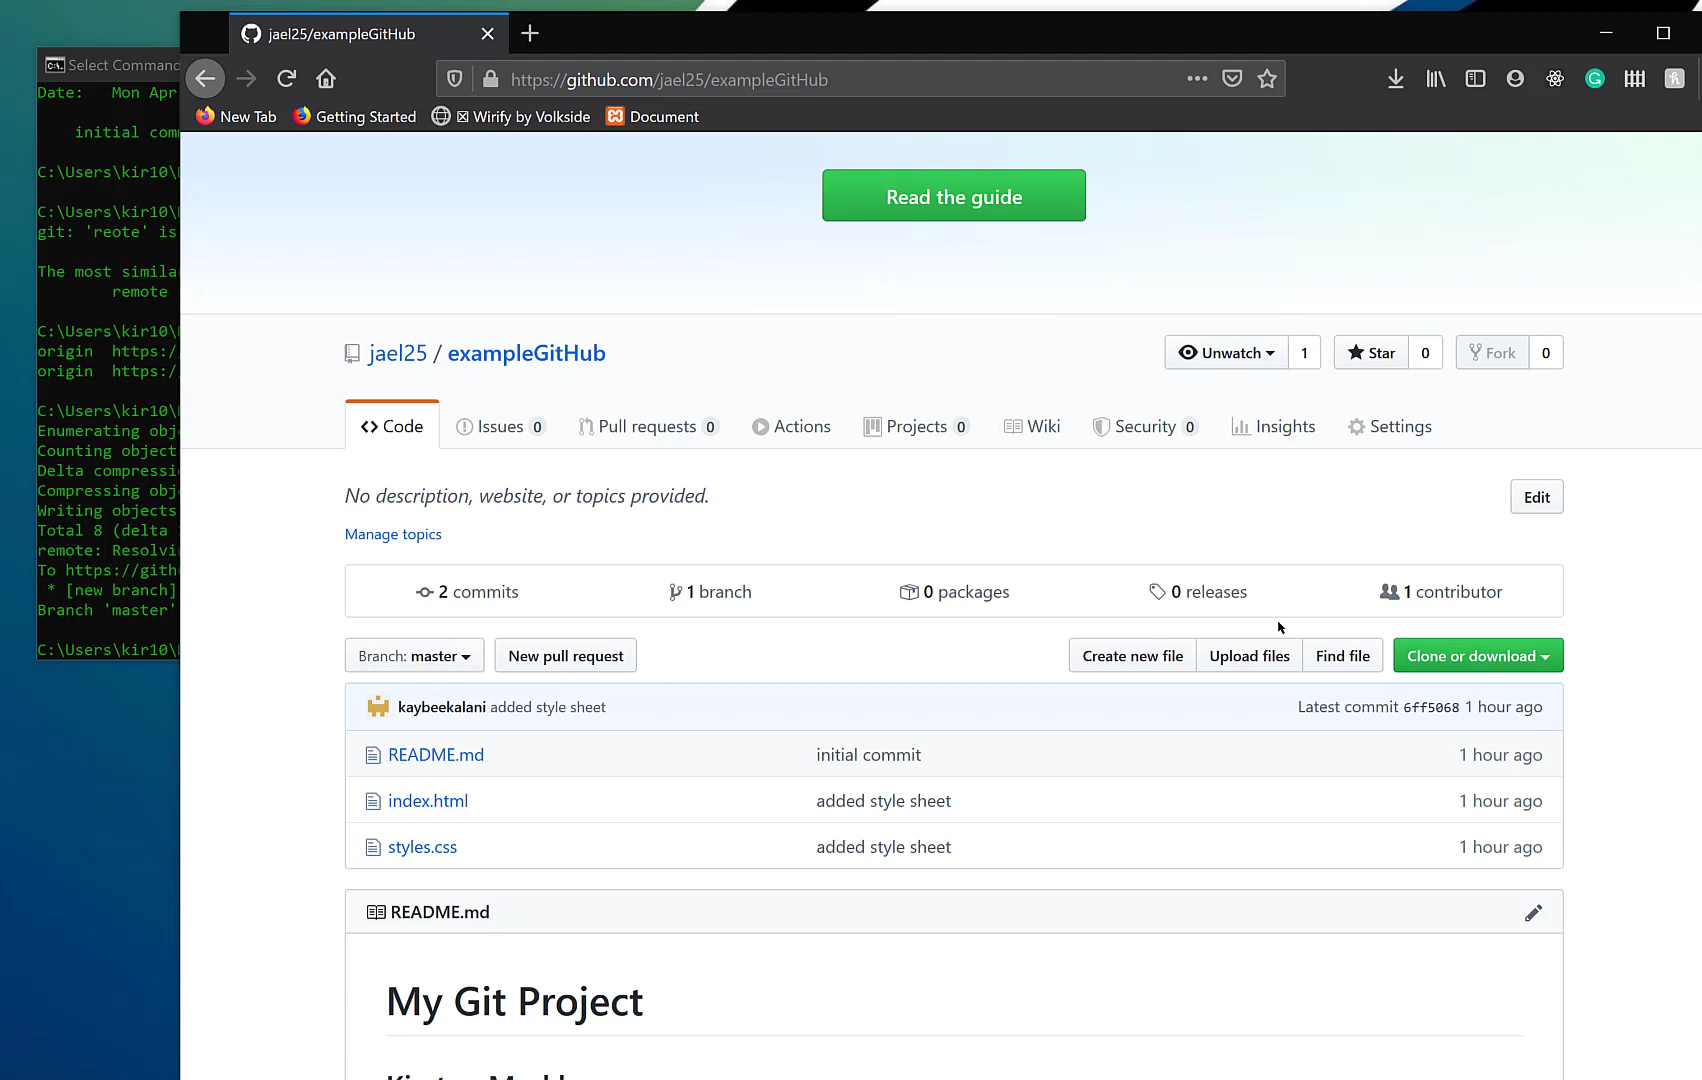 jael25/exampleGitHub
Select Command
https://github.com/jael25/exampleGitHub
New Tab
Getting Started
Wirify by Volkside
Document
Date: Mon Apr
initial com
C:\Users\kir10\
C:\Users\kir10\
git: 'reote' is
The most simila
remote
C:\Users\kir10\
origin https:/
origin https:/
C:\Users\kir10\
Enumerating obj
Counting object
Delta compressi
Compressing obj
Writing objects
Total 8 (delta
remote: Resolvi
To https://gith
* [new branch]
Branch 'master'
C:\Users\kir10\
Read the guide
jael25 / exampleGitHub
Unwatch 1
Star 0
Fork 0
Code
Issues 0
Pull requests 0
Actions
Projects 0
Wiki
Security 0
Insights
Settings
No description, website, or topics provided.
Edit
Manage topics
2 commits
1 branch
0 packages
0 releases
1 contributor
Branch: master
New pull request
Create new file
Upload files
Find file
Clone or download
kaybeekalani added style sheet
Latest commit 6ff5068 1 hour ago
README.md initial commit 1 hour ago
index.html added style sheet 1 hour ago
styles.css added style sheet 1 hour ago
README.md
My Git Project